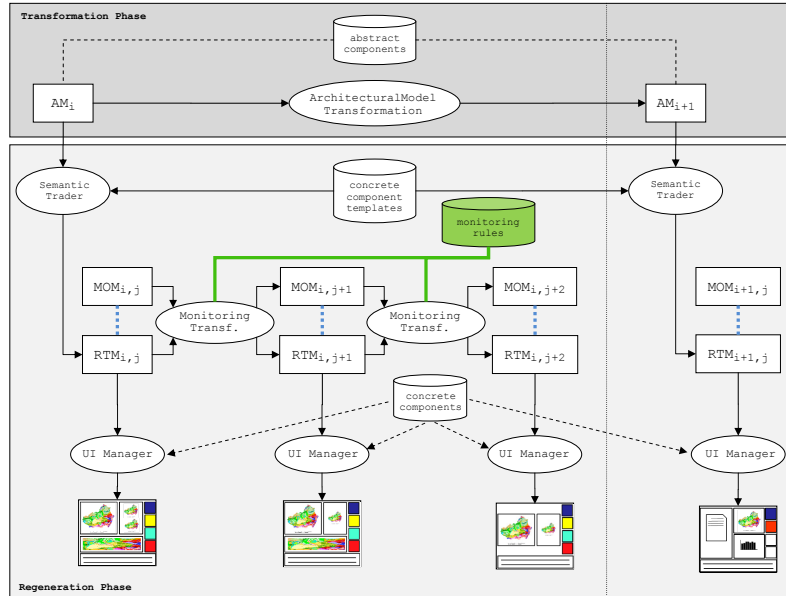 Transformation Phase
abstract
components
AMi
ArchitecturalModel
Transformation
AMi+1
Semantic
Trader
concrete
component
templates
Semantic
Trader
monitoring
rules
MOMi,j
MOMi,j+1
MOMi,j+2
MOMi+1,j
Monitoring
Transf.
Monitoring
Transf.
RTMi,j
RTMi,j+1
RTMi,j+2
RTMi+1,j
concrete
components
UI Manager
UI Manager
UI Manager
UI Manager
Regeneration Phase